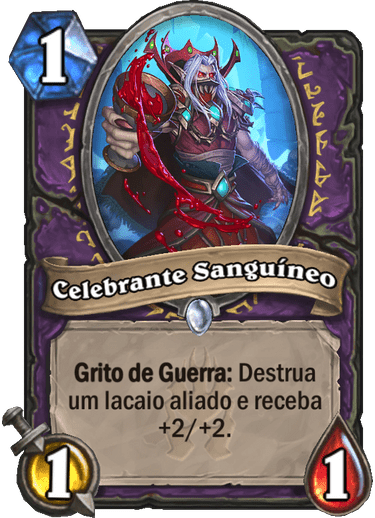 1
Celebrante Sanguíneo
Grito de Guerra: Destrua
um lacaio aliado e receba
+2/+2.
1
1